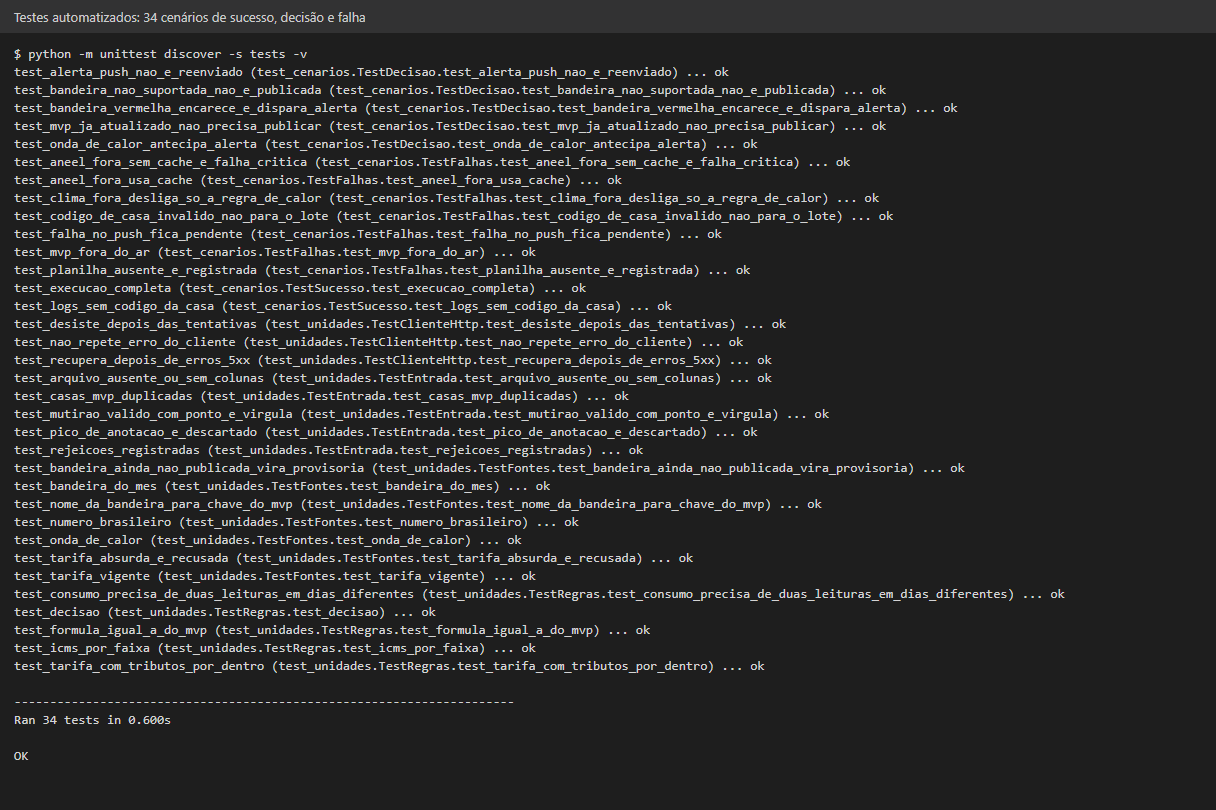 Testes automatizados: 34 cenários de sucesso, decisão e falha
$ python -m unittest discover -s tests -v
test_alerta_push_nao_e_reenviado (test_cenarios.TestDecisao.test_alerta_push_nao_e_reenviado) ... ok
test_bandeira_nao_suportada_nao_e_publicada (test_cenarios.TestDecisao.test_bandeira_nao_suportada_nao_e_publicada) ... ok
test_bandeira_vermelha_encarece_e_dispara_alerta (test_cenarios.TestDecisao.test_bandeira_vermelha_encarece_e_dispara_alerta) ... ok
test_mvp_ja_atualizado_nao_precisa_publicar (test_cenarios.TestDecisao.test_mvp_ja_atualizado_nao_precisa_publicar) ... ok
test_onda_de_calor_antecipa_alerta (test_cenarios.TestDecisao.test_onda_de_calor_antecipa_alerta) ... ok
test_aneel_fora_sem_cache_e_falha_critica (test_cenarios.TestFalhas.test_aneel_fora_sem_cache_e_falha_critica) ... ok
test_aneel_fora_usa_cache (test_cenarios.TestFalhas.test_aneel_fora_usa_cache) ... ok
test_clima_fora_desliga_so_a_regra_de_calor (test_cenarios.TestFalhas.test_clima_fora_desliga_so_a_regra_de_calor) ... ok
test_codigo_de_casa_invalido_nao_para_o_lote (test_cenarios.TestFalhas.test_codigo_de_casa_invalido_nao_para_o_lote) ... ok
test_falha_no_push_fica_pendente (test_cenarios.TestFalhas.test_falha_no_push_fica_pendente) ... ok
test_mvp_fora_do_ar (test_cenarios.TestFalhas.test_mvp_fora_do_ar) ... ok
test_planilha_ausente_e_registrada (test_cenarios.TestFalhas.test_planilha_ausente_e_registrada) ... ok
test_execucao_completa (test_cenarios.TestSucesso.test_execucao_completa) ... ok
test_logs_sem_codigo_da_casa (test_cenarios.TestSucesso.test_logs_sem_codigo_da_casa) ... ok
test_desiste_depois_das_tentativas (test_unidades.TestClienteHttp.test_desiste_depois_das_tentativas) ... ok
test_nao_repete_erro_do_cliente (test_unidades.TestClienteHttp.test_nao_repete_erro_do_cliente) ... ok
test_recupera_depois_de_erros_5xx (test_unidades.TestClienteHttp.test_recupera_depois_de_erros_5xx) ... ok
test_arquivo_ausente_ou_sem_colunas (test_unidades.TestEntrada.test_arquivo_ausente_ou_sem_colunas) ... ok
test_casas_mvp_duplicadas (test_unidades.TestEntrada.test_casas_mvp_duplicadas) ... ok
test_mutirao_valido_com_ponto_e_virgula (test_unidades.TestEntrada.test_mutirao_valido_com_ponto_e_virgula) ... ok
test_pico_de_anotacao_e_descartado (test_unidades.TestEntrada.test_pico_de_anotacao_e_descartado) ... ok
test_rejeicoes_registradas (test_unidades.TestEntrada.test_rejeicoes_registradas) ... ok
test_bandeira_ainda_nao_publicada_vira_provisoria (test_unidades.TestFontes.test_bandeira_ainda_nao_publicada_vira_provisoria) ... ok
test_bandeira_do_mes (test_unidades.TestFontes.test_bandeira_do_mes) ... ok
test_nome_da_bandeira_para_chave_do_mvp (test_unidades.TestFontes.test_nome_da_bandeira_para_chave_do_mvp) ... ok
test_numero_brasileiro (test_unidades.TestFontes.test_numero_brasileiro) ... ok
test_onda_de_calor (test_unidades.TestFontes.test_onda_de_calor) ... ok
test_tarifa_absurda_e_recusada (test_unidades.TestFontes.test_tarifa_absurda_e_recusada) ... ok
test_tarifa_vigente (test_unidades.TestFontes.test_tarifa_vigente) ... ok
test_consumo_precisa_de_duas_leituras_em_dias_diferentes (test_unidades.TestRegras.test_consumo_precisa_de_duas_leituras_em_dias_diferentes) ... ok
test_decisao (test_unidades.TestRegras.test_decisao) ... ok
test_formula_igual_a_do_mvp (test_unidades.TestRegras.test_formula_igual_a_do_mvp) ... ok
test_icms_por_faixa (test_unidades.TestRegras.test_icms_por_faixa) ... ok
test_tarifa_com_tributos_por_dentro (test_unidades.TestRegras.test_tarifa_com_tributos_por_dentro) ... ok
----------------------------------------------------------------------
Ran 34 tests in 0.600s
OK